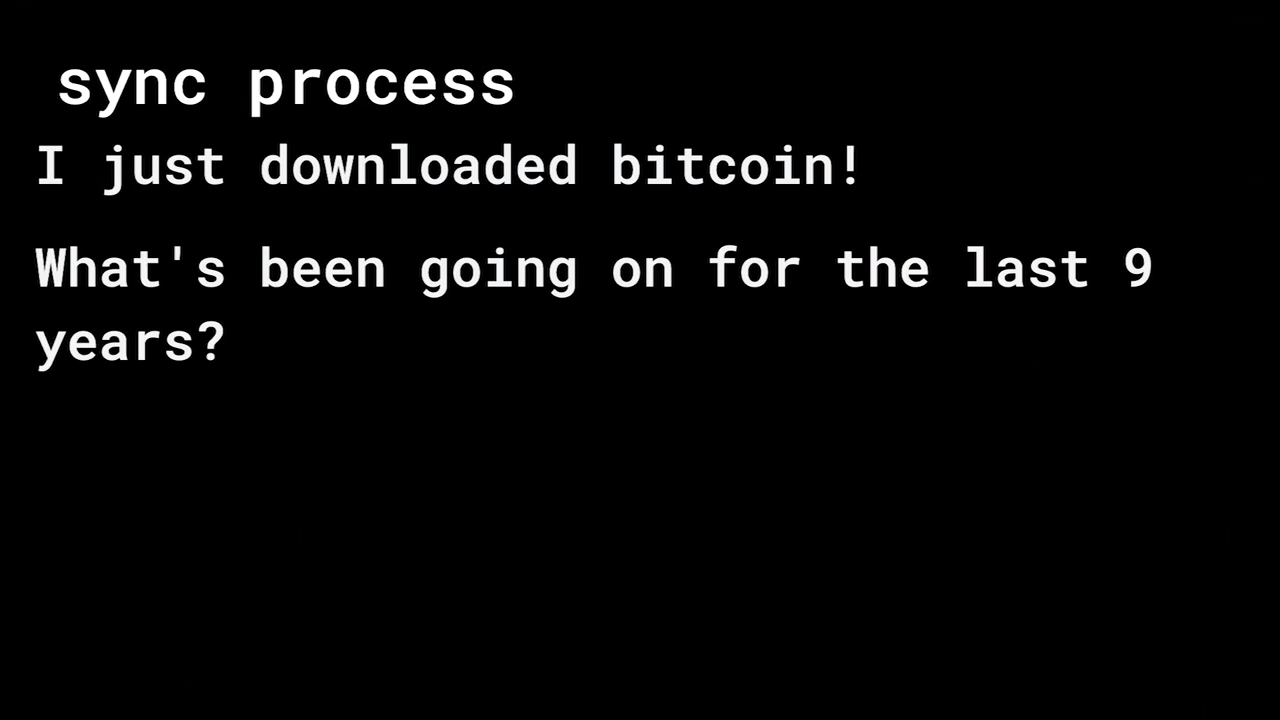 sync process
I just downloaded bitcoin!
What's been going on for the last 9
years?